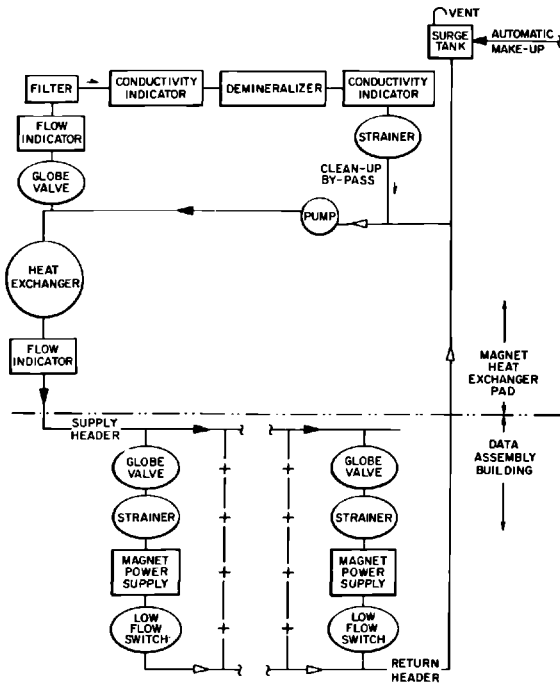 VENT
SURGE
TANK
AUTOMATIC
MAKE-UP
FILTER
CONDUCTIVITY
INDICATOR
DEMINERALIZER
CONDUCTIVITY
INDICATOR
FLOW
INDICATOR
STRAINER
GLOBE
VALVE
CLEAN-UP
BY-PASS
PUMP
HEAT
EXCHANGER
FLOW
INDICATOR
MAGNET
HEAT
EXCHANGER
PAD
SUPPLY
HEADER
DATA
ASSEMBLY
BUILDING
GLOBE
VALVE
GLOBE
VALVE
STRAINER
STRAINER
MAGNET
POWER
SUPPLY
MAGNET
POWER
SUPPLY
LOW
FLOW
SWITCH
LOW
FLOW
SWITCH
RETURN
HEADER